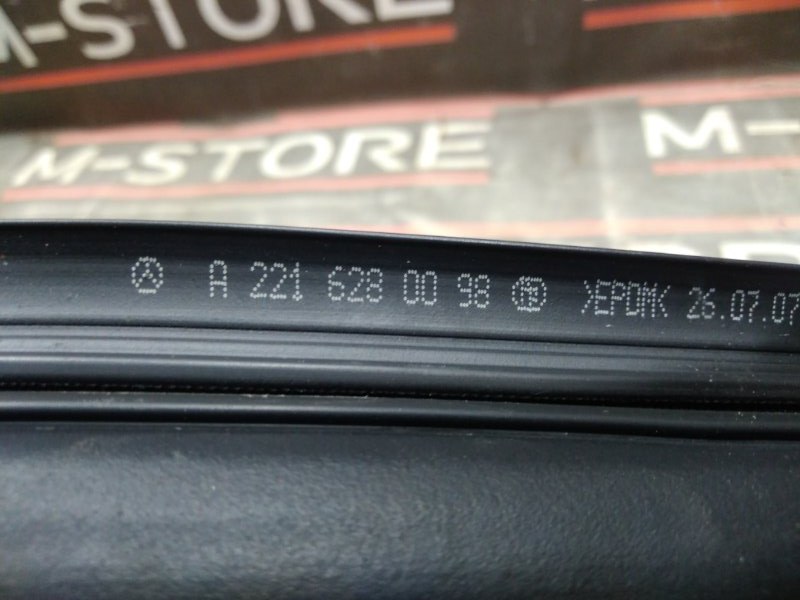 M-STORE
M-STORE
M-
A 221 628 00 98 >EPDM< 26.07.07